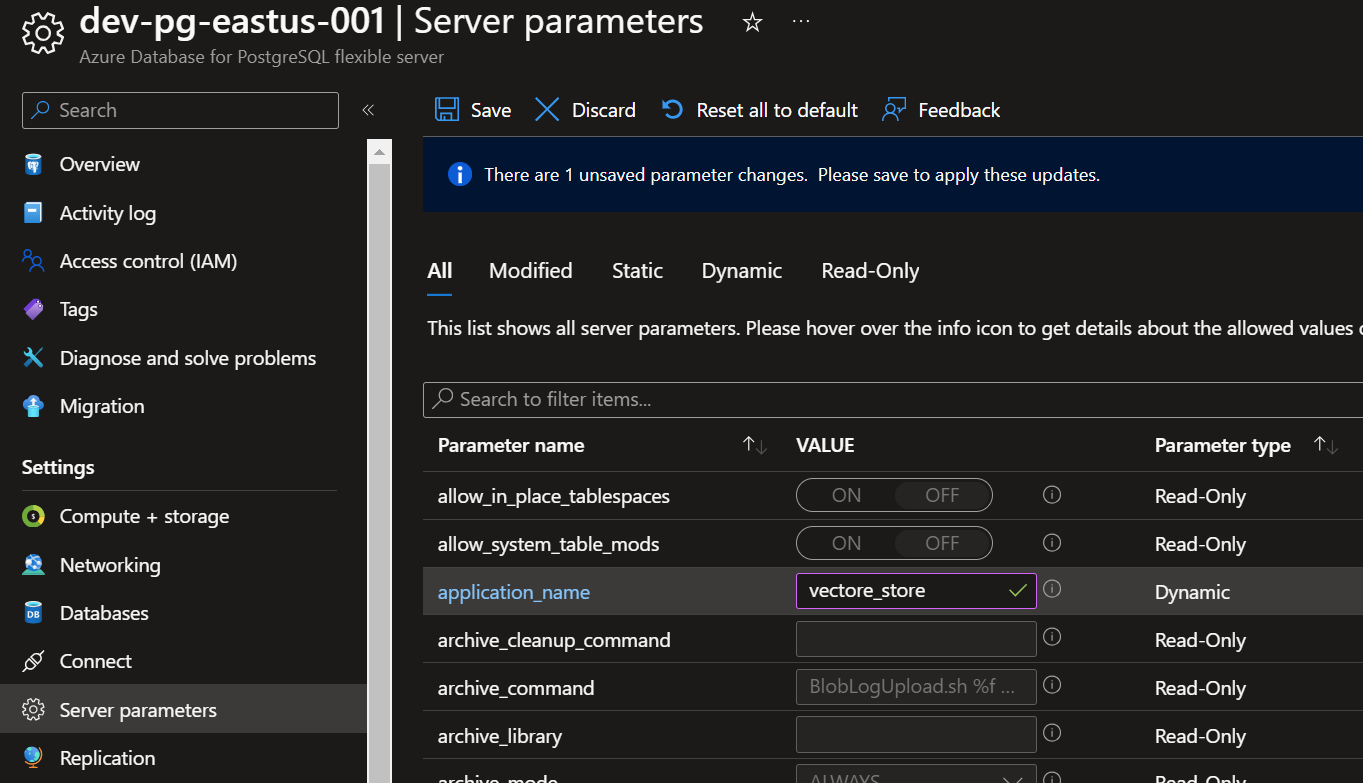 dev-pg-eastus-001 | Server parameters
Azure Database for PostgreSQL flexible server
Search
Overview
Activity log
Access control (IAM)
Tags
Diagnose and solve problems
Migration
Settings
Compute + storage
Networking
Databases
Connect
Server parameters
Replication
Save Discard Reset all to default Feedback
There are 1 unsaved parameter changes. Please save to apply these updates.
All Modified Static Dynamic Read-Only
This list shows all server parameters. Please hover over the info icon to get details about the allowed values
Search to filter items...
Parameter name VALUE Parameter type
allow_in_place_tablespaces ON OFF Read-Only
allow_system_table_mods ON OFF Read-Only
application_name vectore_store Dynamic
archive_cleanup_command Read-Only
archive_command BlobLogUpload.sh %f ... Read-Only
archive_library Read-Only
archive_mode ALWAYS Read-Only